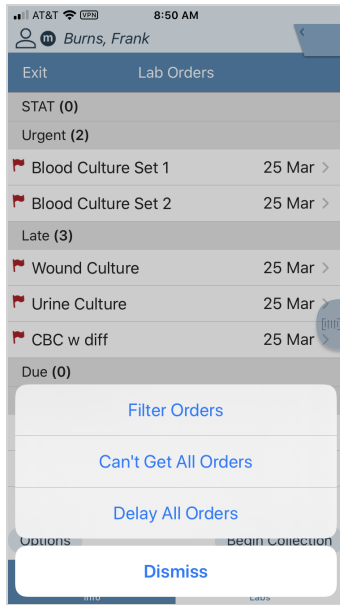 AT&T VPN 8:50 AM
m Burns, Frank
Exit Lab Orders
STAT (0)
Urgent (2)
Blood Culture Set 1 25 Mar
Blood Culture Set 2 25 Mar
Late (3)
Wound Culture 25 Mar
Urine Culture 25 Mar
CBC w diff 25 Mar
Due (0)
Filter Orders
Can't Get All Orders
Delay All Orders
Options Begin Collection
Dismiss
Info Labs